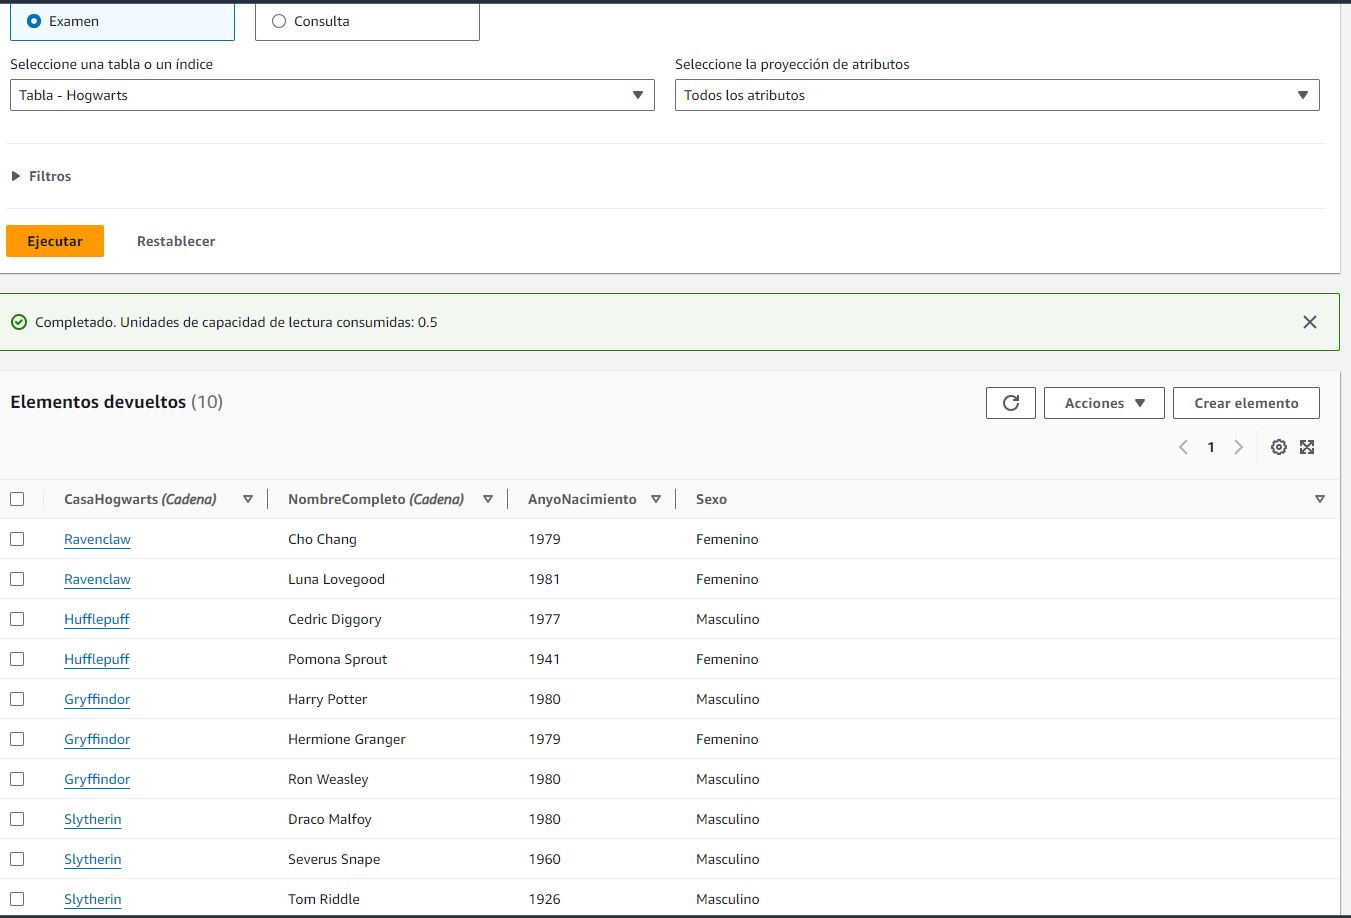 Examen Consulta
Seleccione una tabla o un índice Seleccione la proyección de atributos
Tabla - Hogwarts Todos los atributos
Filtros
Ejecutar Restablecer
Completado. Unidades de capacidad de lectura consumidas: 0.5
Elementos devueltos (10) Acciones Crear elemento
1
CasaHogwarts (Cadena) NombreCompleto (Cadena) AnyoNacimiento Sexo
Ravenclaw Cho Chang 1979 Femenino
Ravenclaw Luna Lovegood 1981 Femenino
Hufflepuff Cedric Diggory 1977 Masculino
Hufflepuff Pomona Sprout 1941 Femenino
Gryffindor Harry Potter 1980 Masculino
Gryffindor Hermione Granger 1979 Femenino
Gryffindor Ron Weasley 1980 Masculino
Slytherin Draco Malfoy 1980 Masculino
Slytherin Severus Snape 1960 Masculino
Slytherin Tom Riddle 1926 Masculino